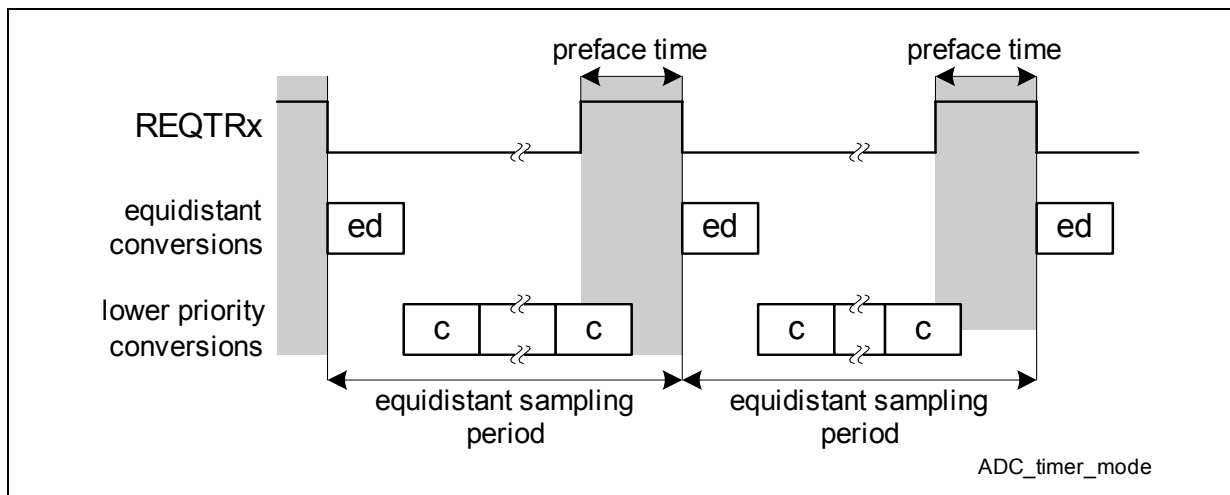 preface time preface time
REQTRx
equidistant
conversions
ed ed ed
lower priority
conversions
c c c c
equidistant sampling
period
equidistant sampling
period
ADC_timer_mode